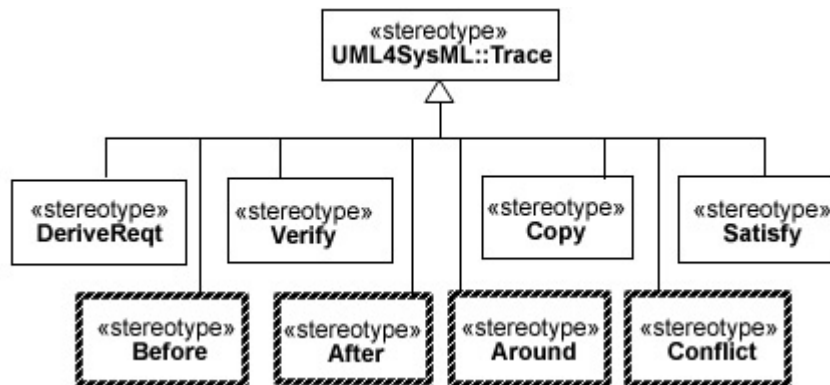 «stereotype»
UML4SysML::Trace
«stereotype»
DeriveReqt
«stereotype»
Verify
«stereotype»
Copy
«stereotype»
Satisfy
«stereotype»
Before
«stereotype»
After
«stereotype»
Around
«stereotype»
Conflict